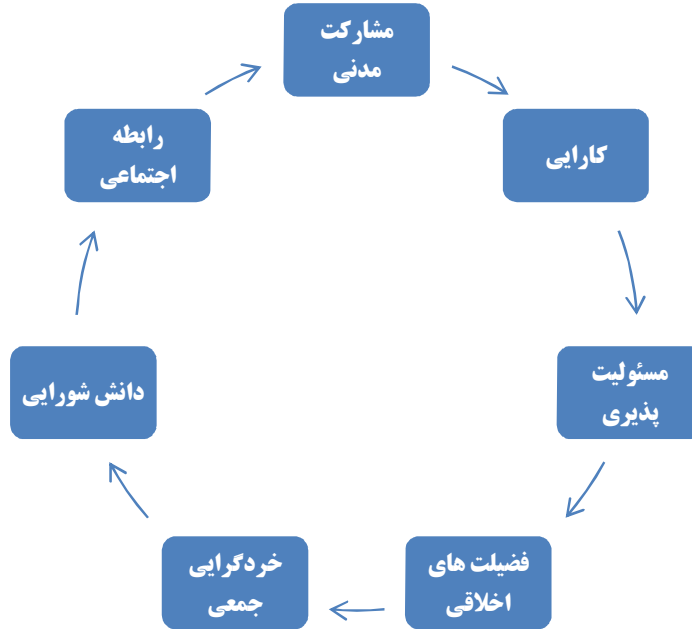 مشارکت
مدنی
کارایی
مسئولیت
پذیری
فضیلت های
اخلاقی
خردگرایی
جمعی
دانش شورایی
رابطه
اجتماعی